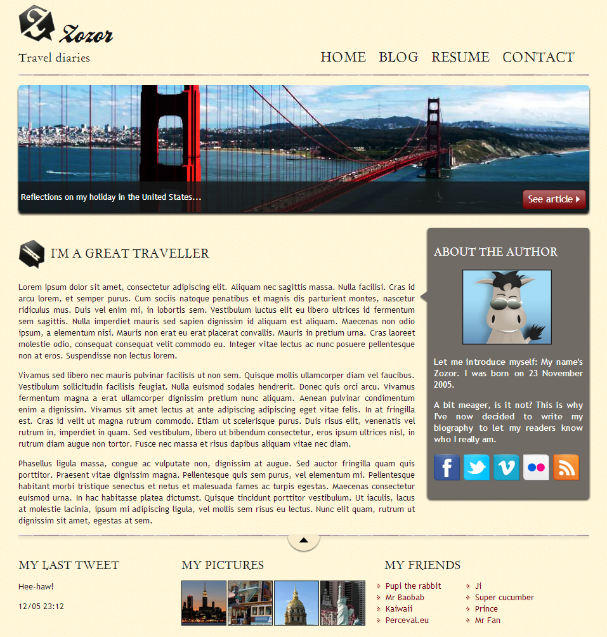 Zozor
Travel diaries
HOME BLOG RESUME CONTACT
Reflections on my holiday in the United States...
See article
I'M A GREAT TRAVELLER
Lorem ipsum dolor sit amet, consectetur adipiscing elit. Aliquam nec sagittis massa. Nulla facilisi. Cras id
arcu lorem, et semper purus. Cum sociis natoque penatibus et magnis dis parturient montes, nascetur
ridiculus mus. Duis vel enim mi, in lobortis sem. Vestibulum luctus elit eu libero ultrices id fermentum
sem sagittis. Nulla imperdiet mauris sed sapien dignissim id aliquam est aliquam. Maecenas non odio
ipsum, a elementum nisi. Mauris non erat eu erat placerat convallis. Mauris in pretium urna. Cras laoreet
molestie odio, consequat consequat velit commodo eu. Integer vitae lectus ac nunc posuere pellentesque
non at eros. Suspendisse non lectus lorem.
Vivamus sed libero nec mauris pulvinar facilisis ut non sem. Quisque mollis ullamcorper diam vel faucibus.
Vestibulum sollicitudin facilisis feugiat. Nulla euismod sodales hendrerit. Donec quis orci arcu. Vivamus
fermentum magna a erat ullamcorper dignissim pretium nunc aliquam. Aenean pulvinar condimentum
enim a dignissim. Vivamus sit amet lectus at ante adipiscing adipiscing eget vitae felis. In at fringilla
est. Cras id velit ut magna rutrum commodo. Etiam ut scelerisque purus. Duis risus elit, venenatis vel
rutrum in, imperdiet in quam. Sed vestibulum, libero ut bibendum consectetur, eros ipsum ultrices nisl, in
rutrum diam augue non tortor. Fusce nec massa et risus dapibus aliquam vitae nec diam.
Phasellus ligula massa, congue ac vulputate non, dignissim at augue. Sed auctor fringilla quam quis
porttitor. Praesent vitae dignissim magna. Pellentesque quis sem purus, vel elementum mi. Pellentesque
habitant morbi tristique senectus et netus et malesuada fames ac turpis egestas. Maecenas consectetur
euismod urna. In hac habitasse platea dictumst. Quisque tincidunt porttitor vestibulum. Ut iaculis, lacus
at molestie lacinia, ipsum mi adipiscing ligula, vel mollis sem risus eu lectus. Nunc elit quam, rutrum ut
dignissim sit amet, egestas at sem.
ABOUT THE AUTHOR
Let me introduce myself: My name's
Zozor. I was born on 23 November
2005.
A bit meager, is it not? This is why
I've now decided to write my
biography to let my readers know
who I really am.
MY LAST TWEET
Hee-haw!
12/05 23:12
MY PICTURES
MY FRIENDS
Pupi the rabbit
Mr Baobab
Kaiwaii
Perceval.eu
Ji
Super cucumber
Prince
Mr Fan